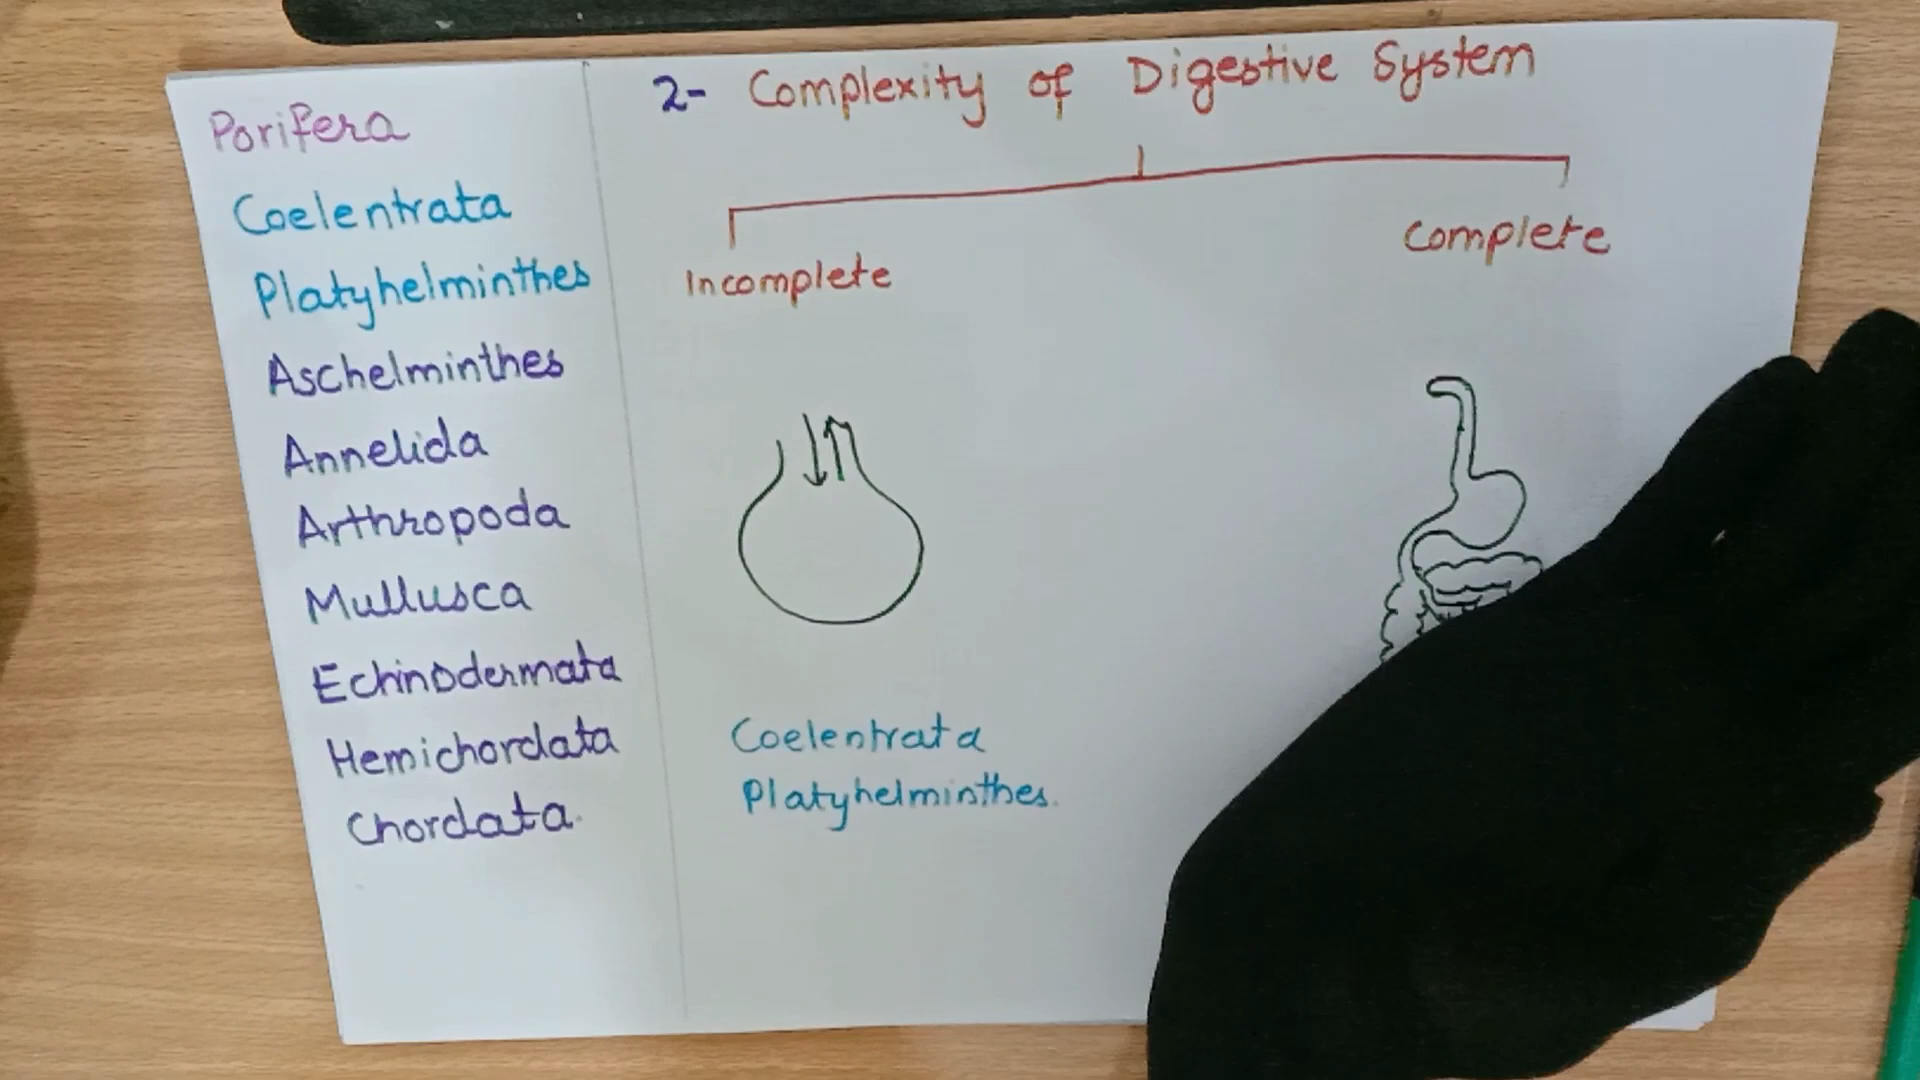 Porifera
Coelentrata
Platyhelminthes
Aschelminthes
Annelida
Arthropoda
Mullusca
Echinodermata
Hemichordata
Chordata.
2- Complexity of Digestive System
Incomplete
Complete
Coelentrata
Platyhelminthes.